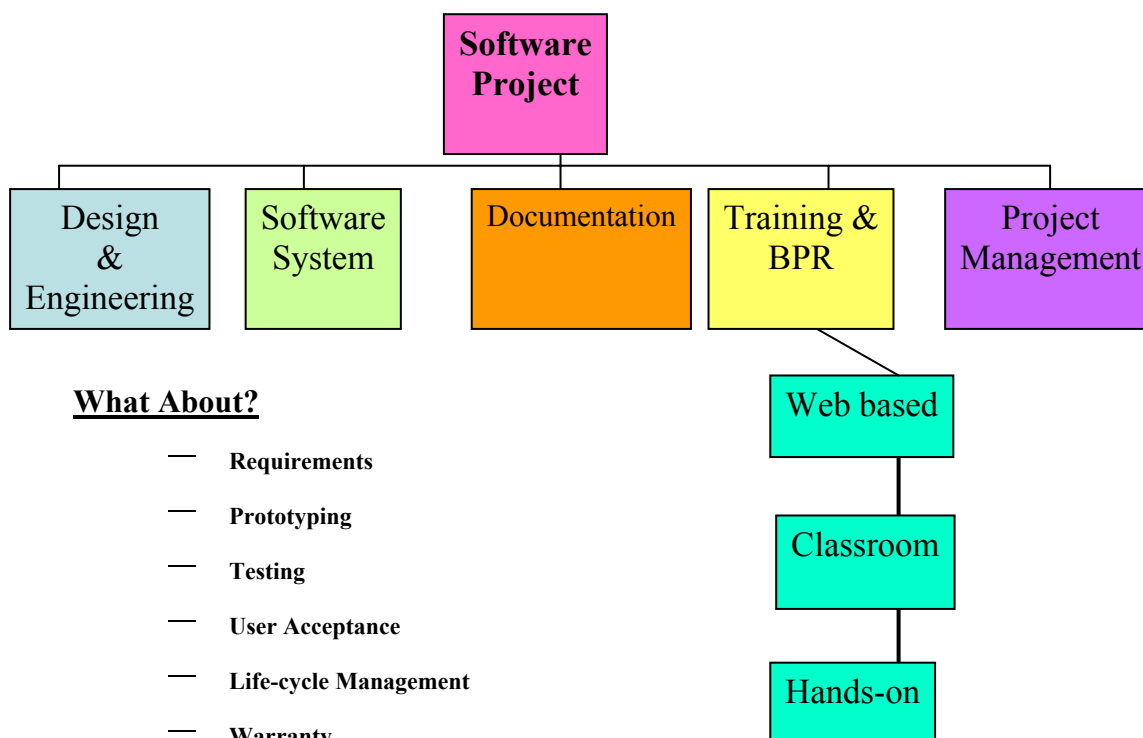 Software
Project
Design
&
Engineering
Software
System
Documentation
Training &
BPR
Project
Management
What About?
— Requirements
— Prototyping
— Testing
— User Acceptance
— Life-cycle Management
— Warranty
Web based
Classroom
Hands-on